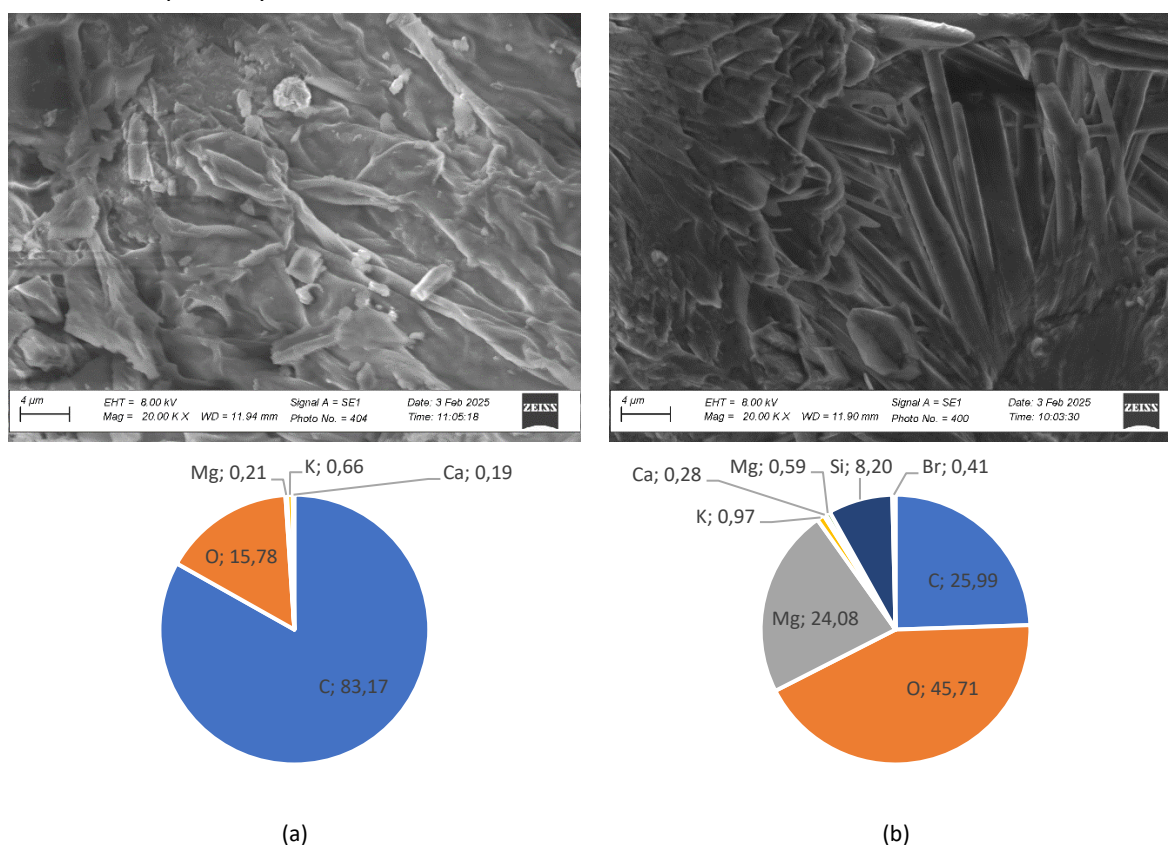 4 µm
EHT = 8.00 kV
Signal A = SE1
Date: 3 Feb 2025
Mag = 20.00 K X
WD = 11.94 mm
Photo No. = 404
Time: 11:05:18
ZEISS
4 µm
EHT = 8.00 kV
Signal A = SE1
Date: 3 Feb 2025
Mag = 20.00 K X
WD = 11.90 mm
Photo No. = 400
Time: 10:03:30
ZEISS
Mg; 0,21
K; 0,66
Ca; 0,19
O; 15,78
C; 83,17
Ca; 0,28
Mg; 0,59
Si; 8,20
Br; 0,41
K; 0,97
C; 25,99
Mg; 24,08
O; 45,71
(a)
(b)